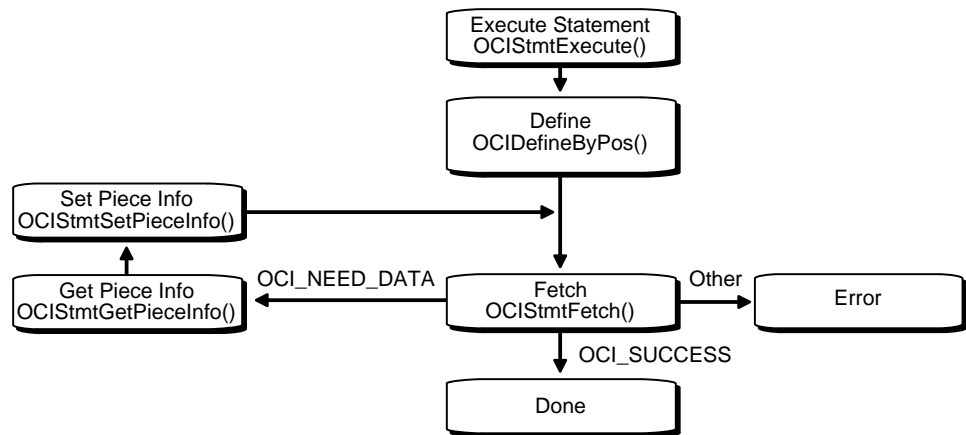 Execute Statement
OCIStmtExecute()
Define
OCIDefineByPos()
Set Piece Info
OCIStmtSetPieceInfo()
OCI_NEED_DATA
Get Piece Info
OCIStmtGetPieceInfo()
Fetch
OCIStmtFetch()
Other
Error
OCI_SUCCESS
Done